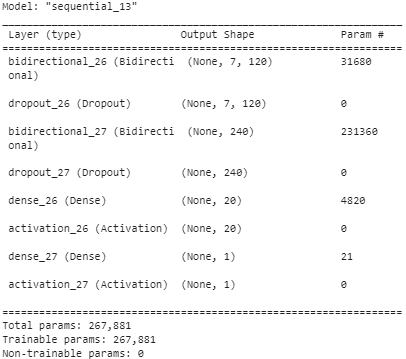 Model: "sequential_13"
_________________________________________________________________
Layer (type) Output Shape Param #
=================================================================
bidirectional_26 (Bidirecti (None, 7, 120) 31680
onal)
dropout_26 (Dropout) (None, 7, 120) 0
bidirectional_27 (Bidirecti (None, 240) 231360
onal)
dropout_27 (Dropout) (None, 240) 0
dense_26 (Dense) (None, 20) 4820
activation_26 (Activation) (None, 20) 0
dense_27 (Dense) (None, 1) 21
activation_27 (Activation) (None, 1) 0
=================================================================
Total params: 267,881
Trainable params: 267,881
Non-trainable params: 0